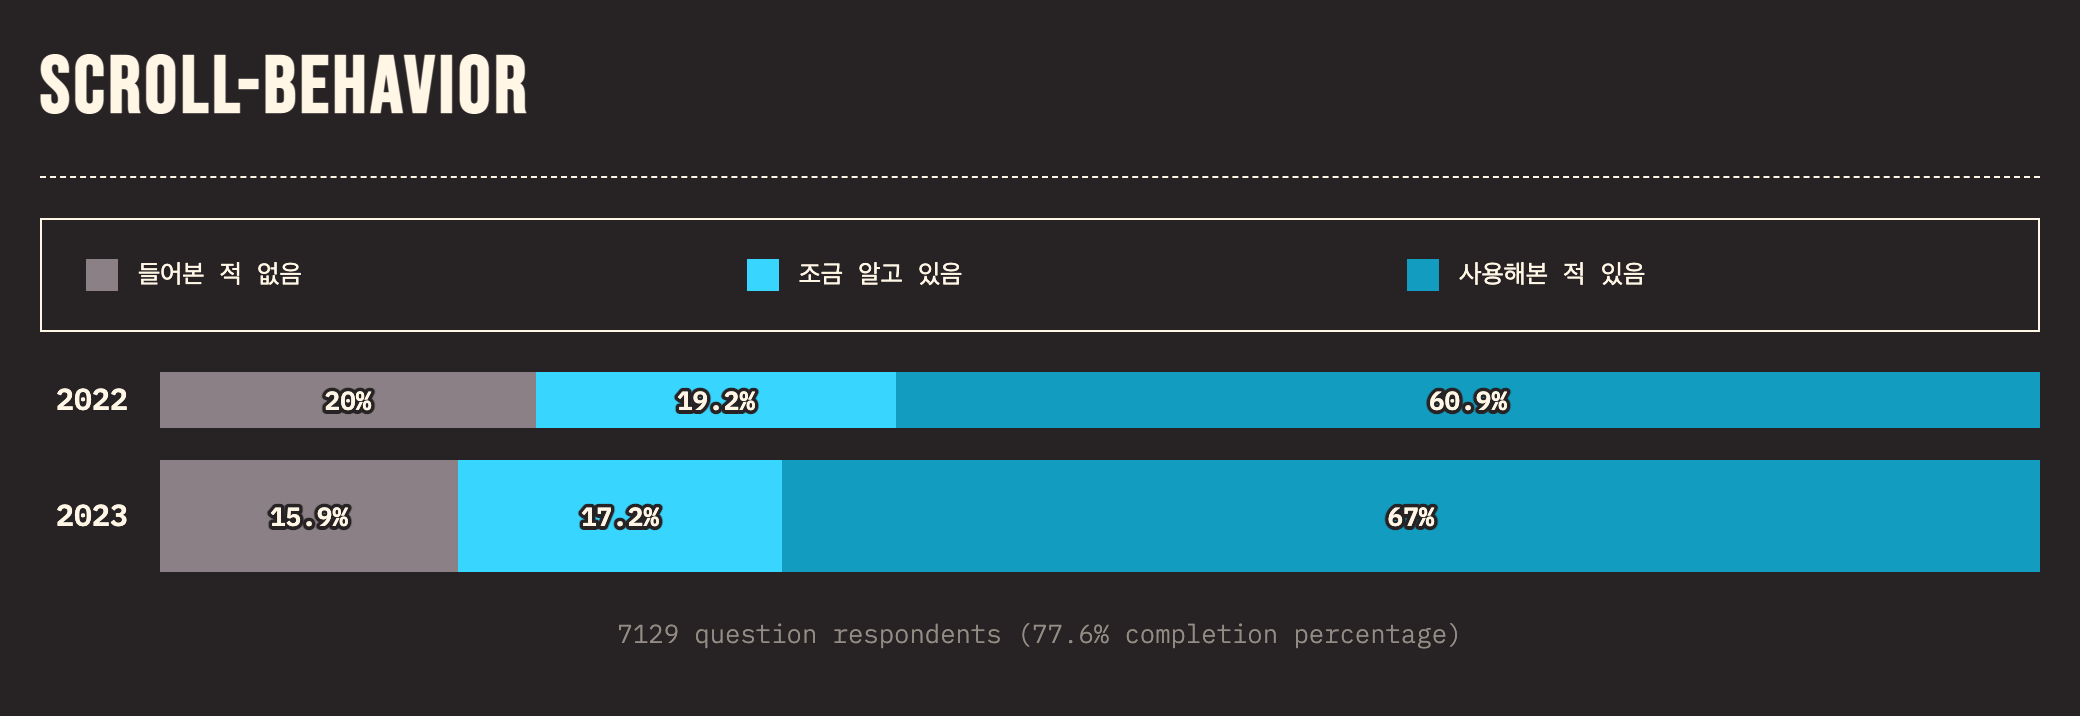 SCROLL-BEHAVIOR
들어본 적 없음 조금 알고 있음 사용해본 적 있음
2022 20% 19.2% 60.9%
2023 15.9% 17.2% 67%
7129 question respondents (77.6% completion percentage)